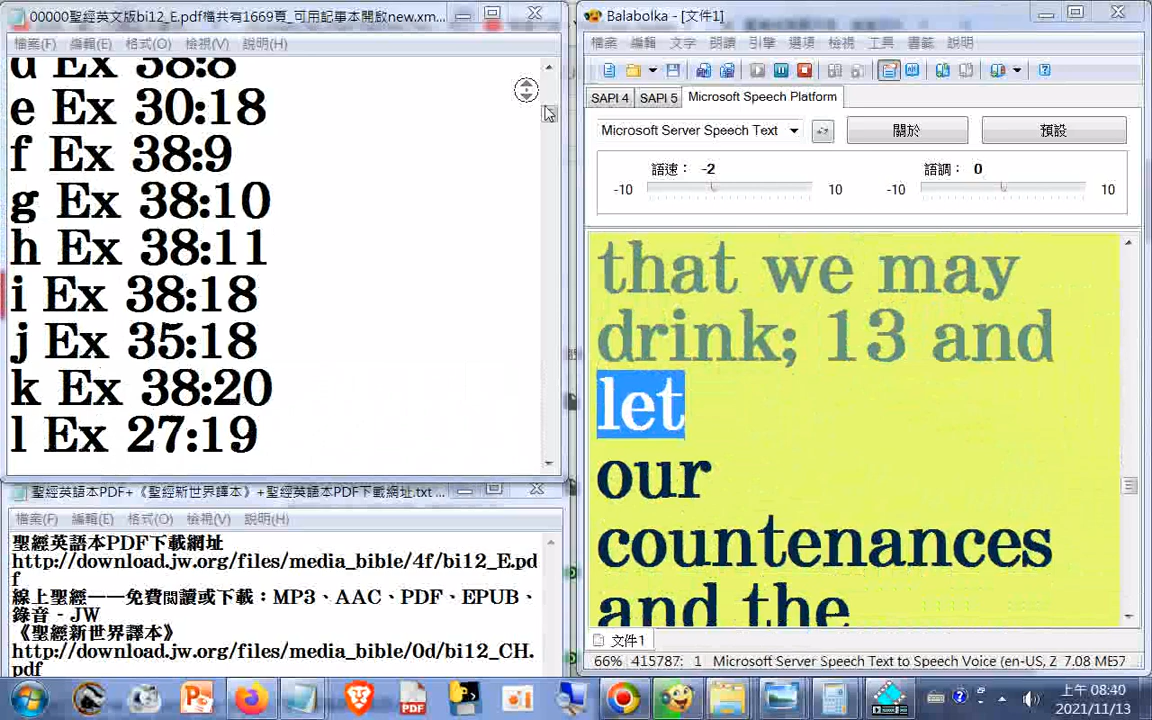 00000聖經英文版bi12_E.pdf檔共有1669頁_可用記事本開啟new.xm...
檔案(F) 編輯(E) 格式(O) 檢視(V) 說明(H)
d Ex 38:8
e Ex 30:18
f Ex 38:9
g Ex 38:10
h Ex 38:11
i Ex 38:18
j Ex 35:18
k Ex 38:20
l Ex 27:19
聖經英語本PDF+《聖經新世界譯本》+聖經英語本PDF下載網址.txt ...
檔案(F) 編輯(E) 格式(O) 檢視(V) 說明(H)
聖經英語本PDF下載網址
http://download.jw.org/files/media_bible/4f/bi12_E.pd
f
線上聖經——免費閱讀或下載：MP3、AAC、PDF、EPUB、
錄音 - JW
《聖經新世界譯本》
http://download.jw.org/files/media_bible/0d/bi12_CH.
pdf
Balabolka - [文件1]
檔案 編輯 文字 朗讀 引擎 選項 檢視 工具 書籤 說明
SAPI 4 SAPI 5 Microsoft Speech Platform
Microsoft Server Speech Text 關於 預設
語速： -2 語調： 0
-10 10 -10 10
that we may
drink; 13 and
let
our
countenances
and the
文件1
66% 415787: 1 Microsoft Server Speech Text to Speech Voice (en-US, Z 7.08 ME57
PDF
上午 08:40
2021/11/13